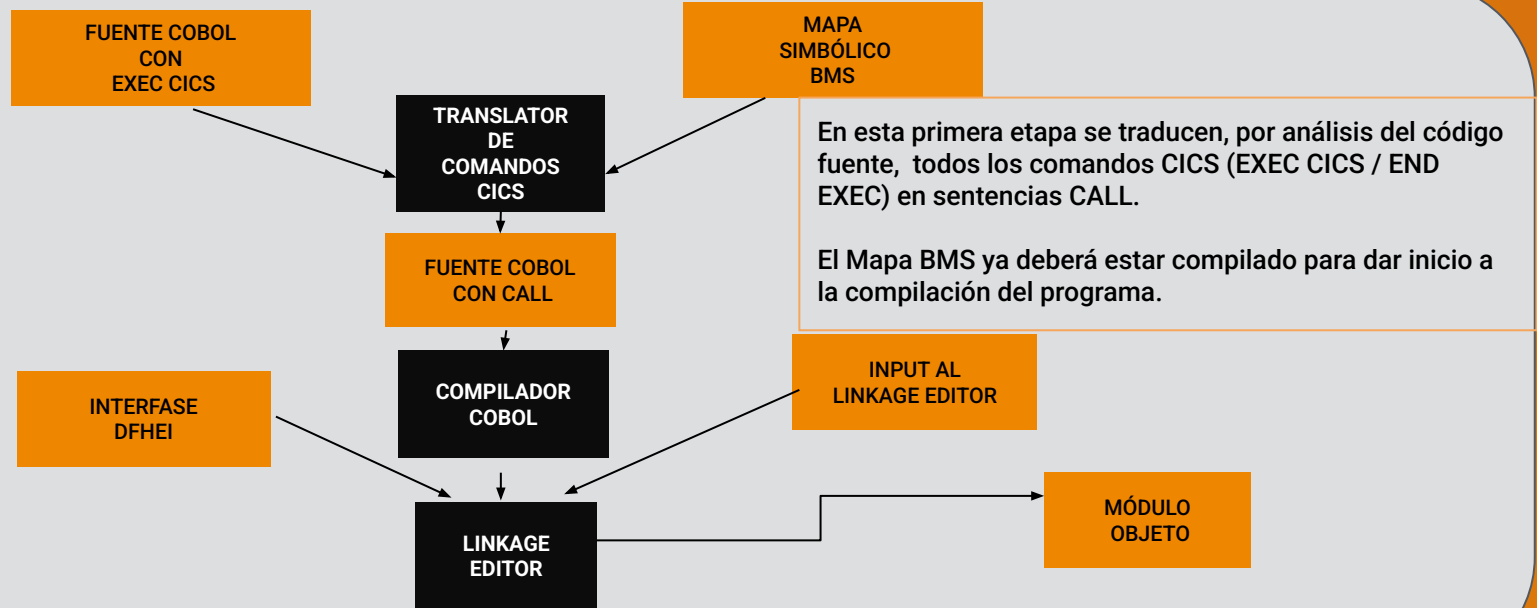 FUENTE COBOL
CON
EXEC CICS
MAPA
SIMBÓLICO
BMS
TRANSLATOR
DE
COMANDOS
CICS
En esta primera etapa se traducen, por análisis del código
fuente, todos los comandos CICS (EXEC CICS / END
EXEC) en sentencias CALL.
El Mapa BMS ya deberá estar compilado para dar inicio a
la compilación del programa.
FUENTE COBOL
CON CALL
COMPILADOR
COBOL
INPUT AL
LINKAGE EDITOR
INTERFASE
DFHEI
LINKAGE
EDITOR
MÓDULO
OBJETO